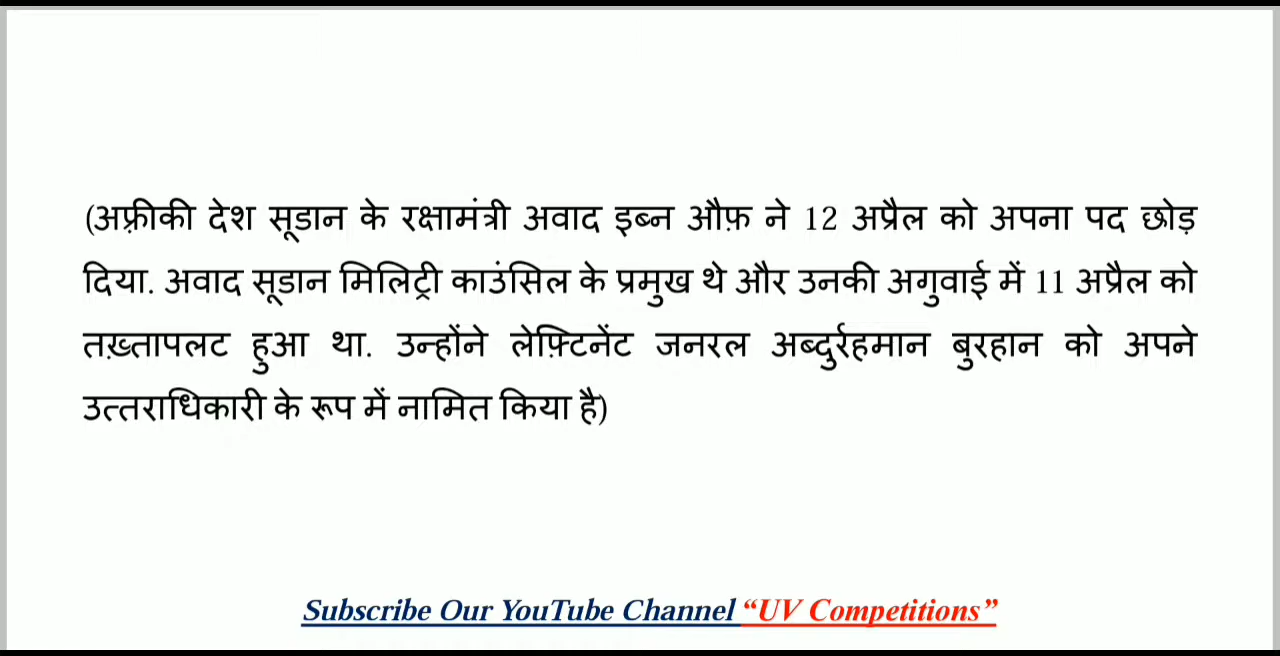 (अफ़्रीकी देश सूडान के रक्षामंत्री अवाद इब्न औफ़ ने 12 अप्रैल को अपना पद छोड़
दिया. अवाद सूडान मिलिट्री काउंसिल के प्रमुख थे और उनकी अगुवाई में 11 अप्रैल को
तख़्तापलट हुआ था. उन्होंने लेफ़्टिनेंट जनरल अब्दुर्रहमान बुरहान को अपने
उत्तराधिकारी के रूप में नामित किया है)
Subscribe Our YouTube Channel “UV Competitions”